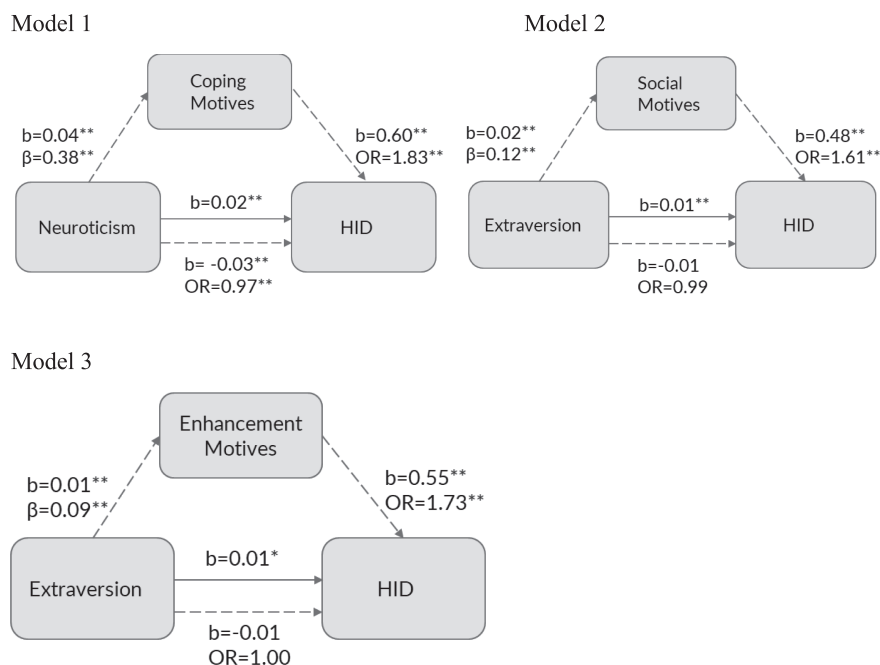 Model 1
Coping
Motives
b=0.04**
β=0.38**
b=0.60**
OR=1.83**
Neuroticism
b=0.02**
HID
b= -0.03**
OR=0.97**
Model 2
Social
Motives
b=0.02**
β=0.12**
b=0.48**
OR=1.61**
Extraversion
b=0.01**
HID
b=-0.01
OR=0.99
Model 3
Enhancement
Motives
b=0.01**
β=0.09**
b=0.55**
OR=1.73**
Extraversion
b=0.01*
HID
b=-0.01
OR=1.00